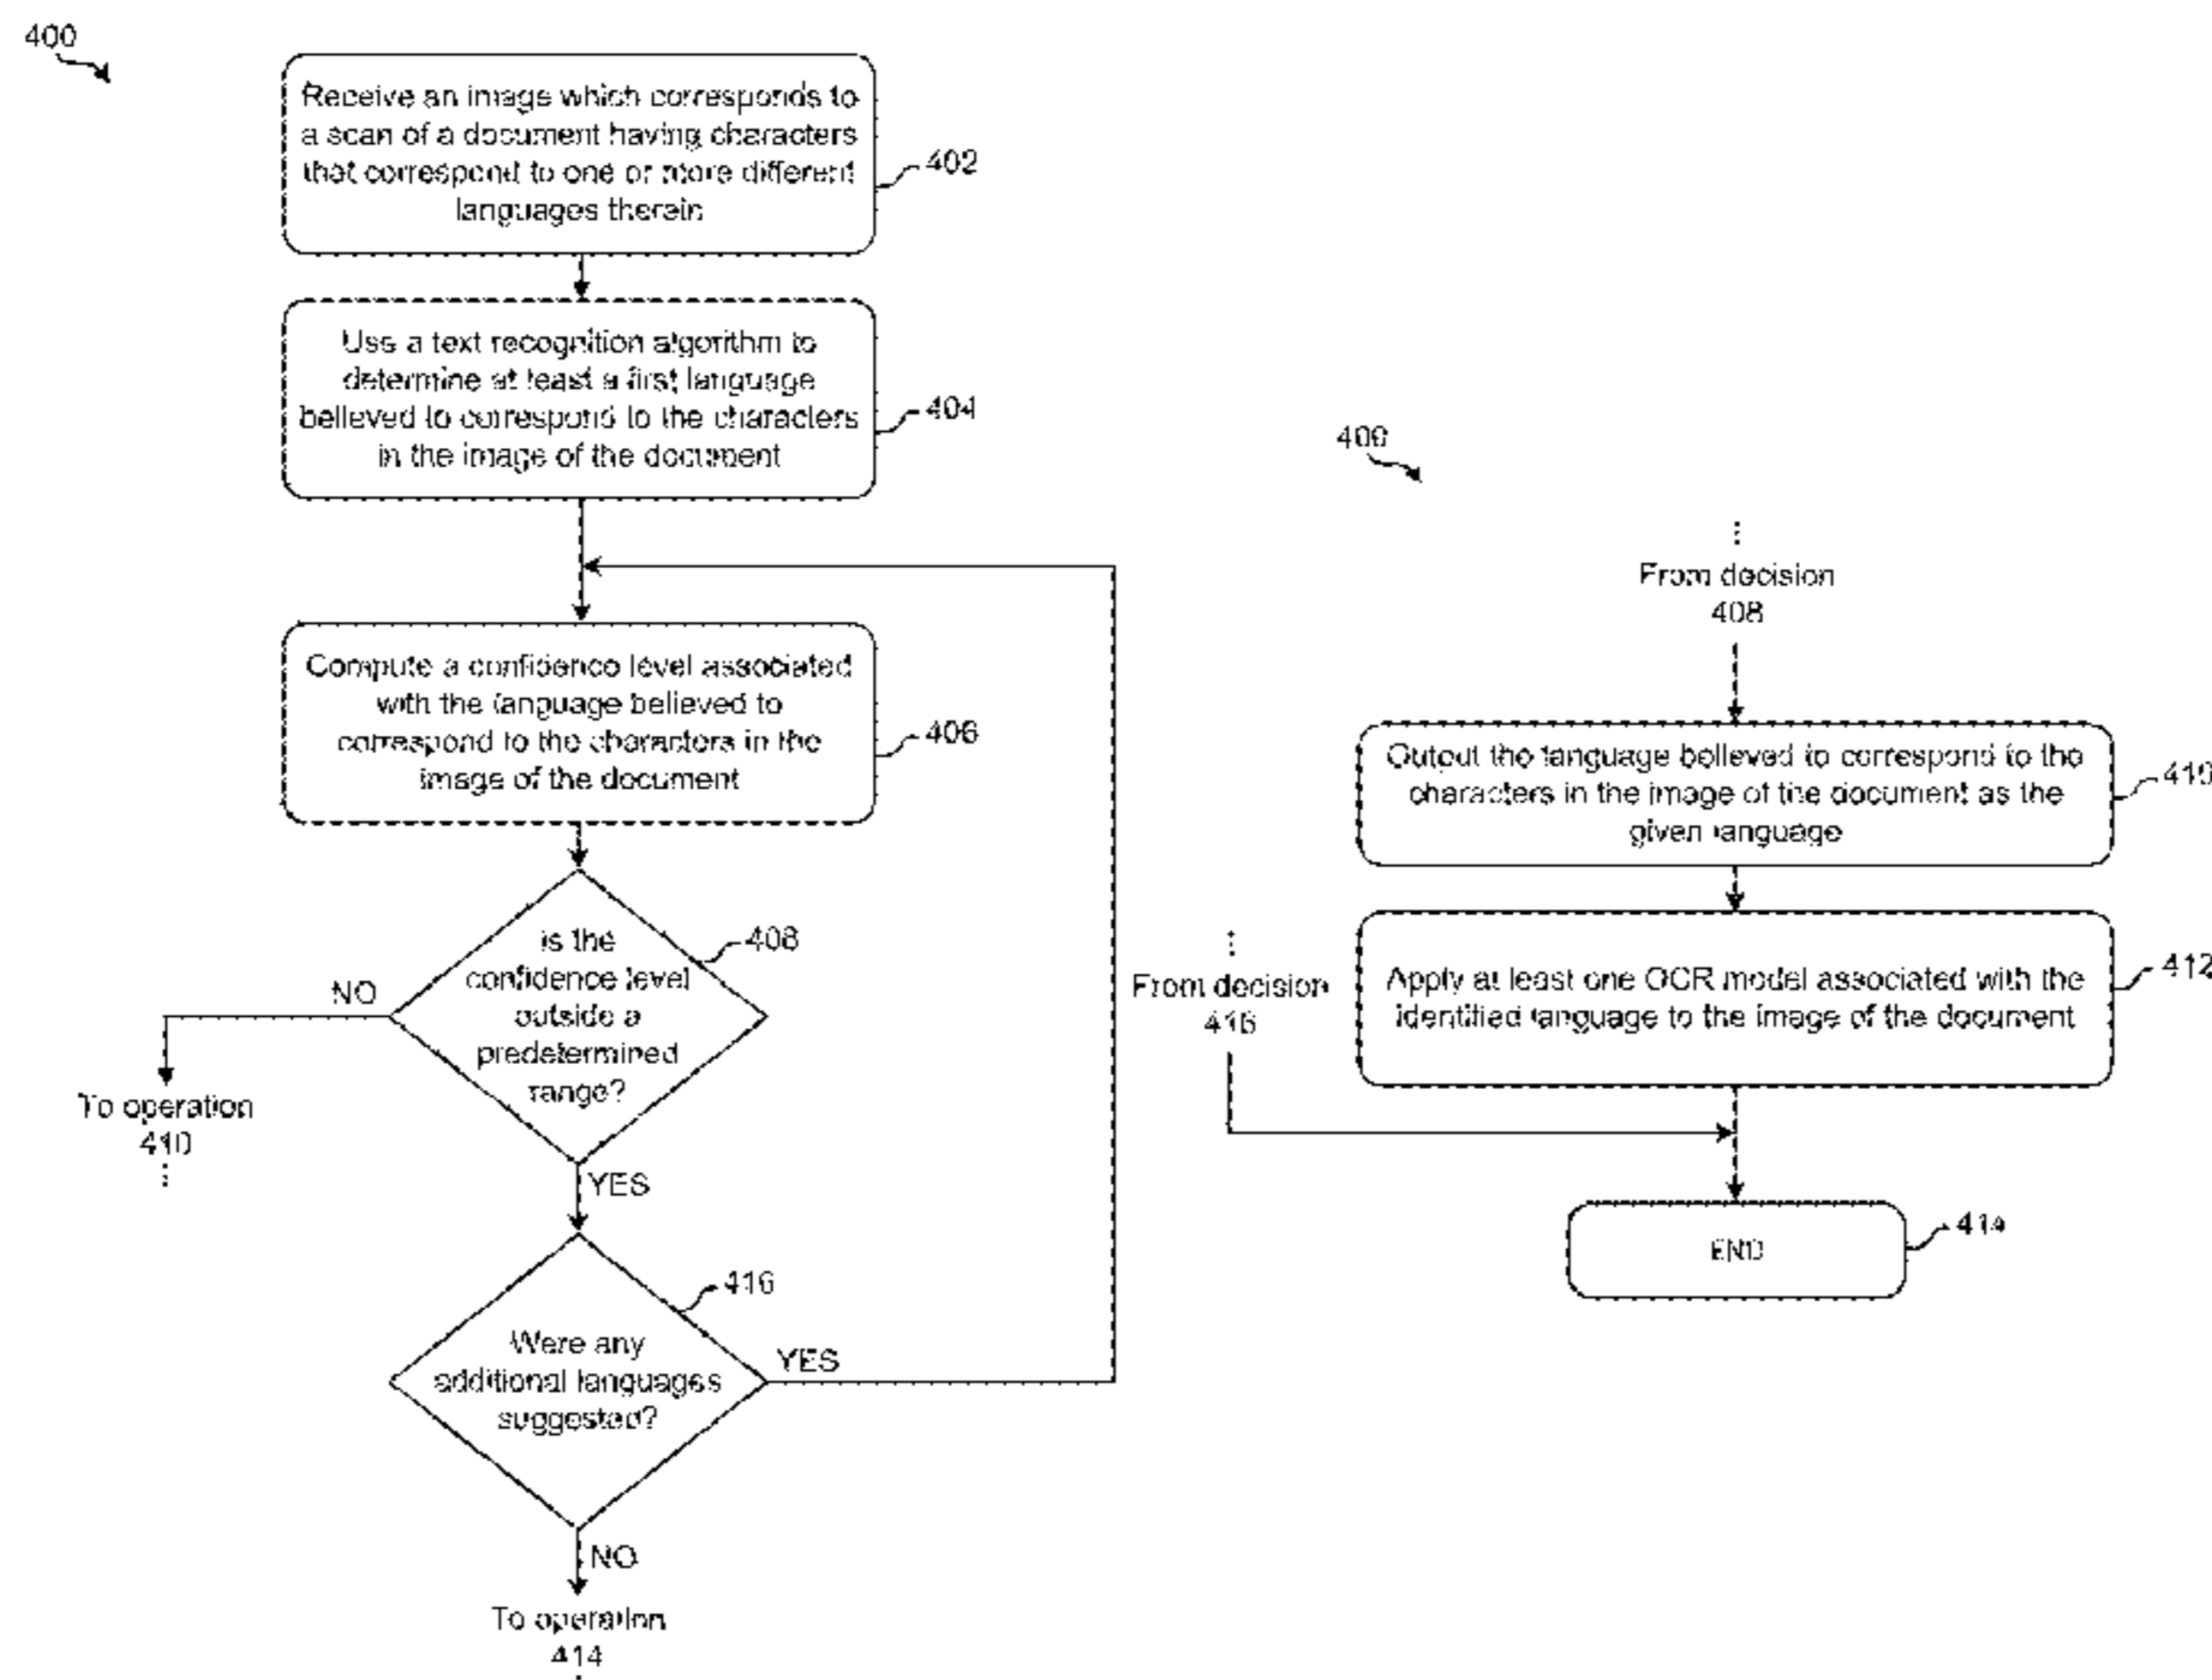 400
Receive an image which corresponds to
a scan of a document having characters
that correspond to one or more different
languages therein
402
Use a text recognition algorithm to
determine at least a first language
believed to correspond to the characters
in the image of the document
404
Compute a confidence level associated
with the language believed to
correspond to the characters in the
image of the document
406
is the
confidence level
outside a
predetermined
range?
408
NO
To operation
410
YES
Were any
additional languages
suggested?
416
YES
NO
To operation
414
400
From decision
408
Output the language believed to correspond to the
characters in the image of the document as the
given language
410
Apply at least one OCR model associated with the
identified language to the image of the document
412
From decision
416
END
414